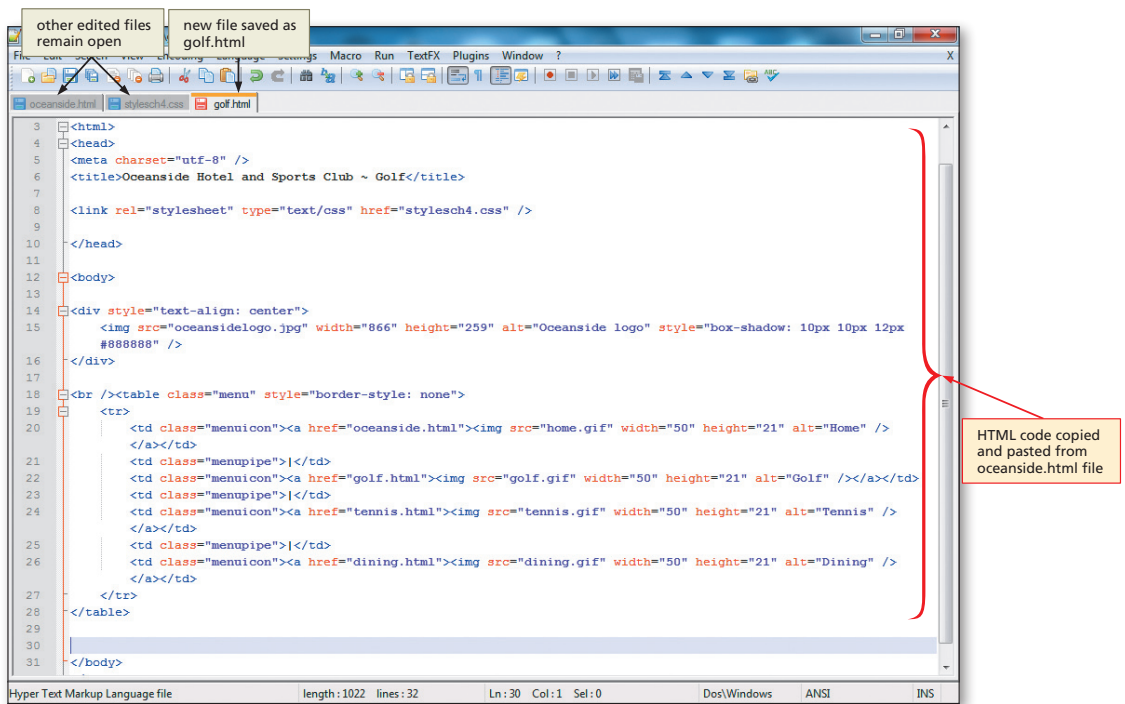 other edited files
remain open
new file saved as
golf.html
Macro Run TextFX Plugins Window ? X
oceanside.html stylesch4.css golf.html
3 <html>
4 <head>
5 <meta charset="utf-8" />
6 <title>Oceanside Hotel and Sports Club ~ Golf</title>
7
8 <link rel="stylesheet" type="text/css" href="stylesch4.css" />
9
10 </head>
11
12 <body>
13
14 <div style="text-align: center">
15 <img src="oceansidelogo.jpg" width="866" height="259" alt="Oceanside logo" style="box-shadow: 10px 10px 12px
#888888" />
16 </div>
17
18 <br /><table class="menu" style="border-style: none">
19 <tr>
20 <td class="menuicon"><a href="oceanside.html"><img src="home.gif" width="50" height="21" alt="Home" />
</a></td>
21 <td class="menupipe">|</td>
22 <td class="menuicon"><a href="golf.html"><img src="golf.gif" width="50" height="21" alt="Golf" /></a></td>
23 <td class="menupipe">|</td>
24 <td class="menuicon"><a href="tennis.html"><img src="tennis.gif" width="50" height="21" alt="Tennis" />
</a></td>
25 <td class="menupipe">|</td>
26 <td class="menuicon"><a href="dining.html"><img src="dining.gif" width="50" height="21" alt="Dining" />
</a></td>
27 </tr>
28 </table>
29
30
31 </body>
HTML code copied
and pasted from
oceanside.html file
Hyper Text Markup Language file length : 1022 lines : 32 Ln : 30 Col : 1 Sel : 0 Dos\Windows ANSI INS